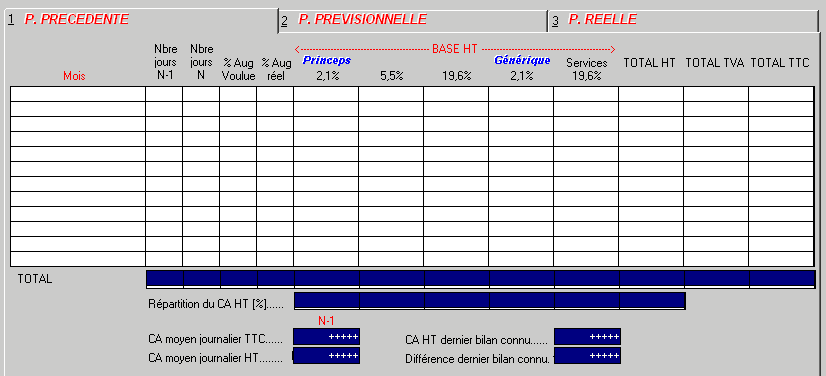 1 P. PRECEDENTE 2 P. PREVISIONNELLE 3 P. REELLE
Nbre Nbre <---- BASE HT ---->
jours jours % Aug % Aug Princeps Générique Services TOTAL HT TOTAL TVA TOTAL TTC
Mois N-1 N Voulue réel 2,1% 5,5% 19,6% 2,1% 19.6%
TOTAL
Répartition du CA HT [%]......
N-1
CA moyen journalier TTC...... +++++ CA HT dernier bilan connu...... +++++
CA moyen journalier HT........ +++++ Différence dernier bilan connu. +++++